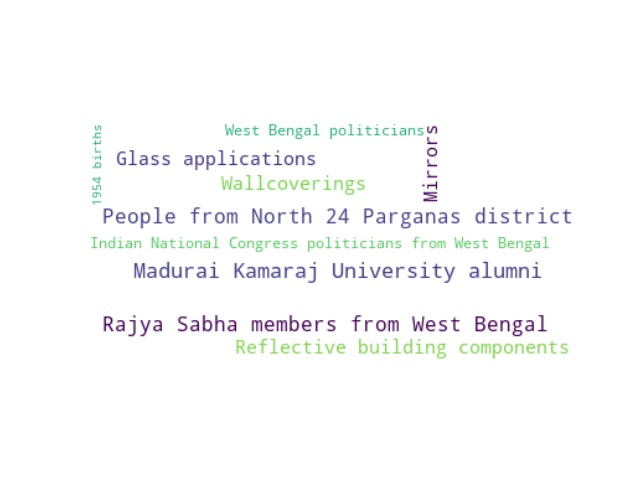 West Bengal politicians
1954 births
Mirrors
Glass applications
Wallcoverings
People from North 24 Parganas district
Indian National Congress politicians from West Bengal
Madurai Kamaraj University alumni
Rajya Sabha members from West Bengal
Reflective building components